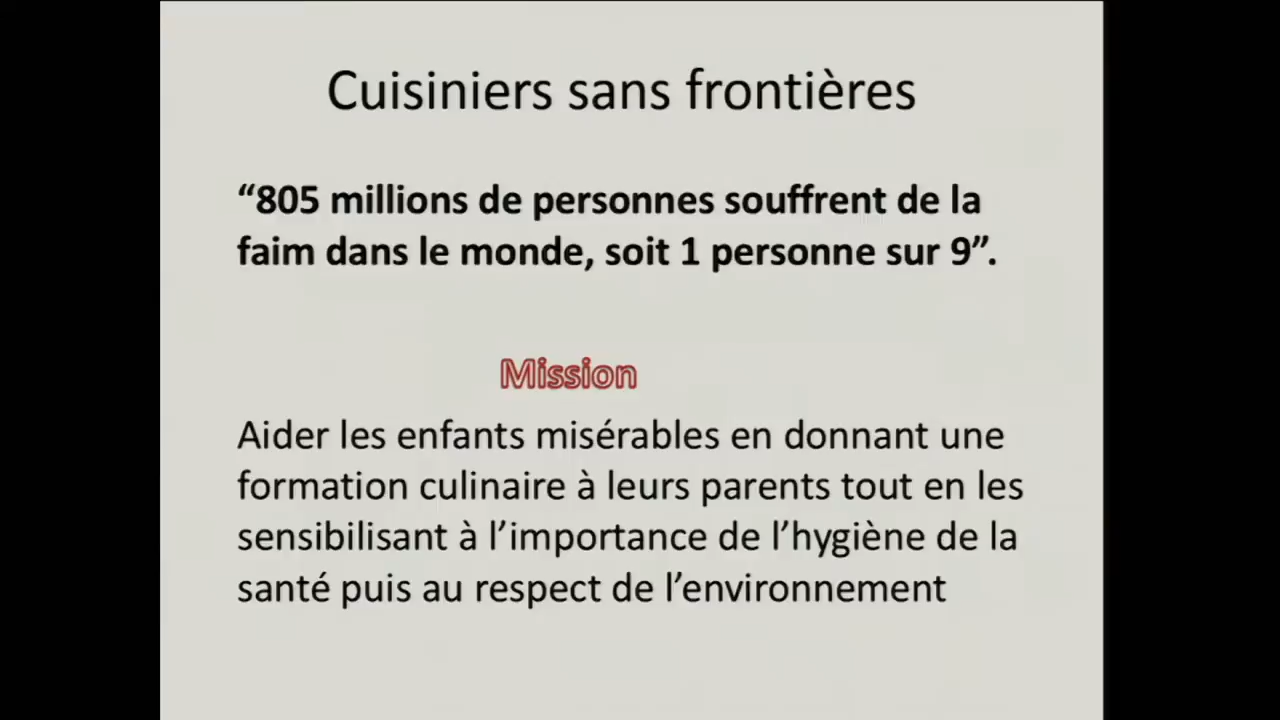 Cuisiniers sans frontières
“805 millions de personnes souffrent de la
faim dans le monde, soit 1 personne sur 9”.
Mission
Aider les enfants misérables en donnant une
formation culinaire à leurs parents tout en les
sensibilisant à l’importance de l’hygiène de la
santé puis au respect de l’environnement